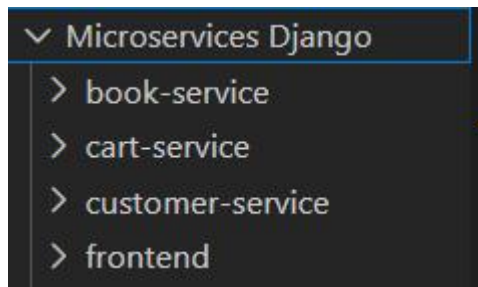 Microservices Django
book-service
cart-service
customer-service
frontend